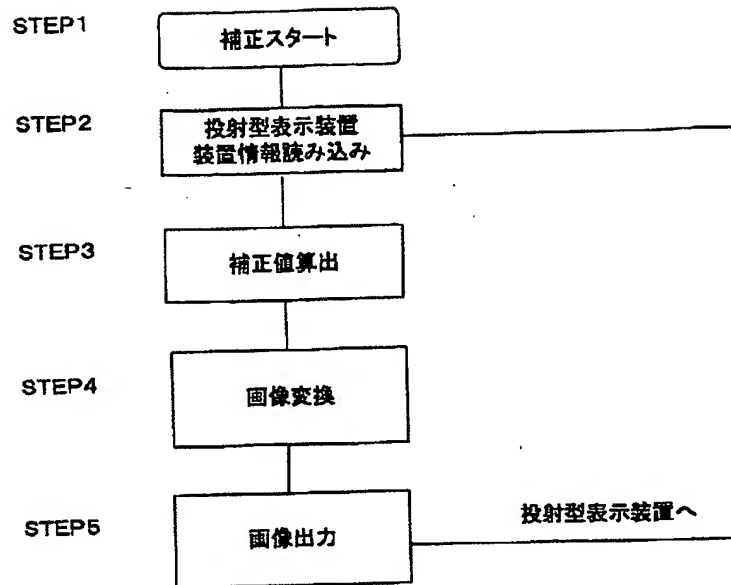 STEP1
補正スタート
STEP2
投射型表示装置
装置情報読み込み
STEP3
補正値算出
STEP4
画像変換
STEP5
画像出力
投射型表示装置へ